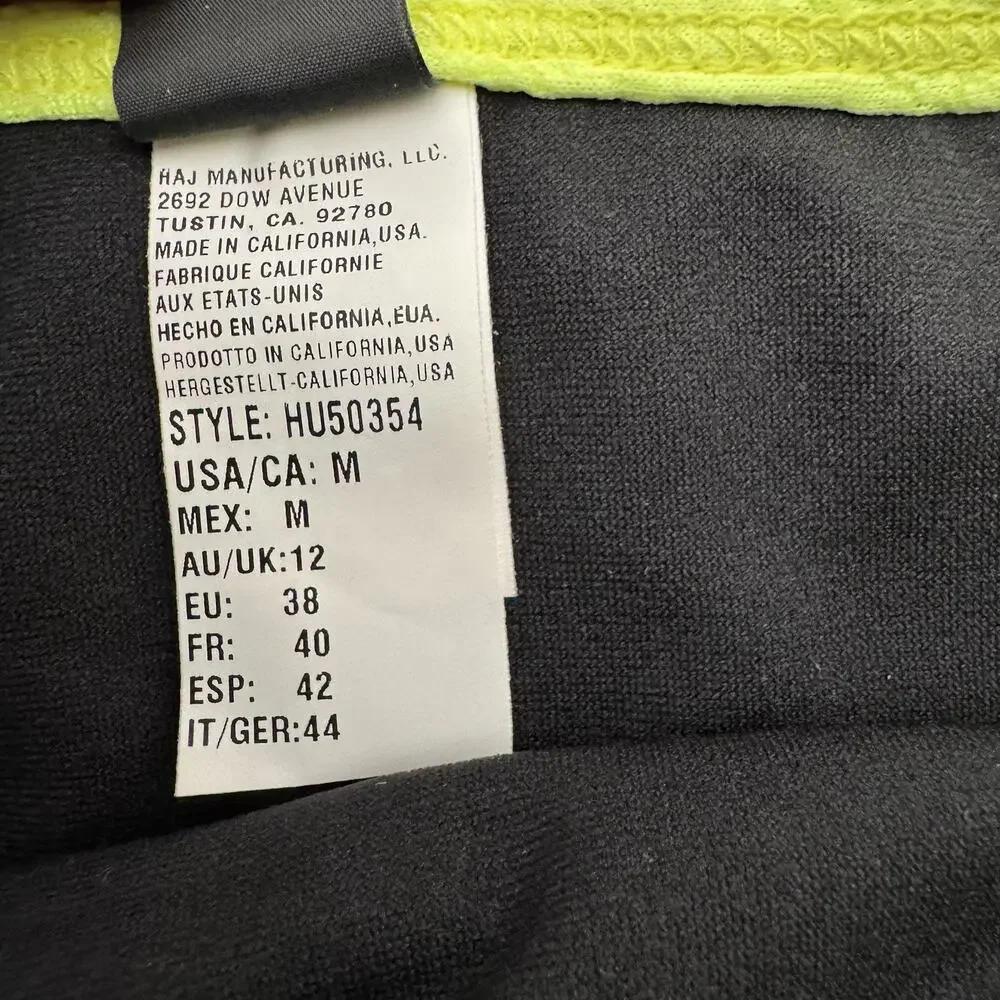 HAJ MANUFACTURING, LLC.
2692 DOW AVENUE
TUSTIN, CA. 92780
MADE IN CALIFORNIA,USA.
FABRIQUE CALIFORNIE
AUX ETATS-UNIS
HECHO EN CALIFORNIA,EUA.
PRODOTTO IN CALIFORNIA,USA
HERGESTELLT-CALIFORNIA,USA
STYLE: HU50354
USA/CA: M
MEX: M
AU/UK:12
EU: 38
FR: 40
ESP: 42
IT/GER:44